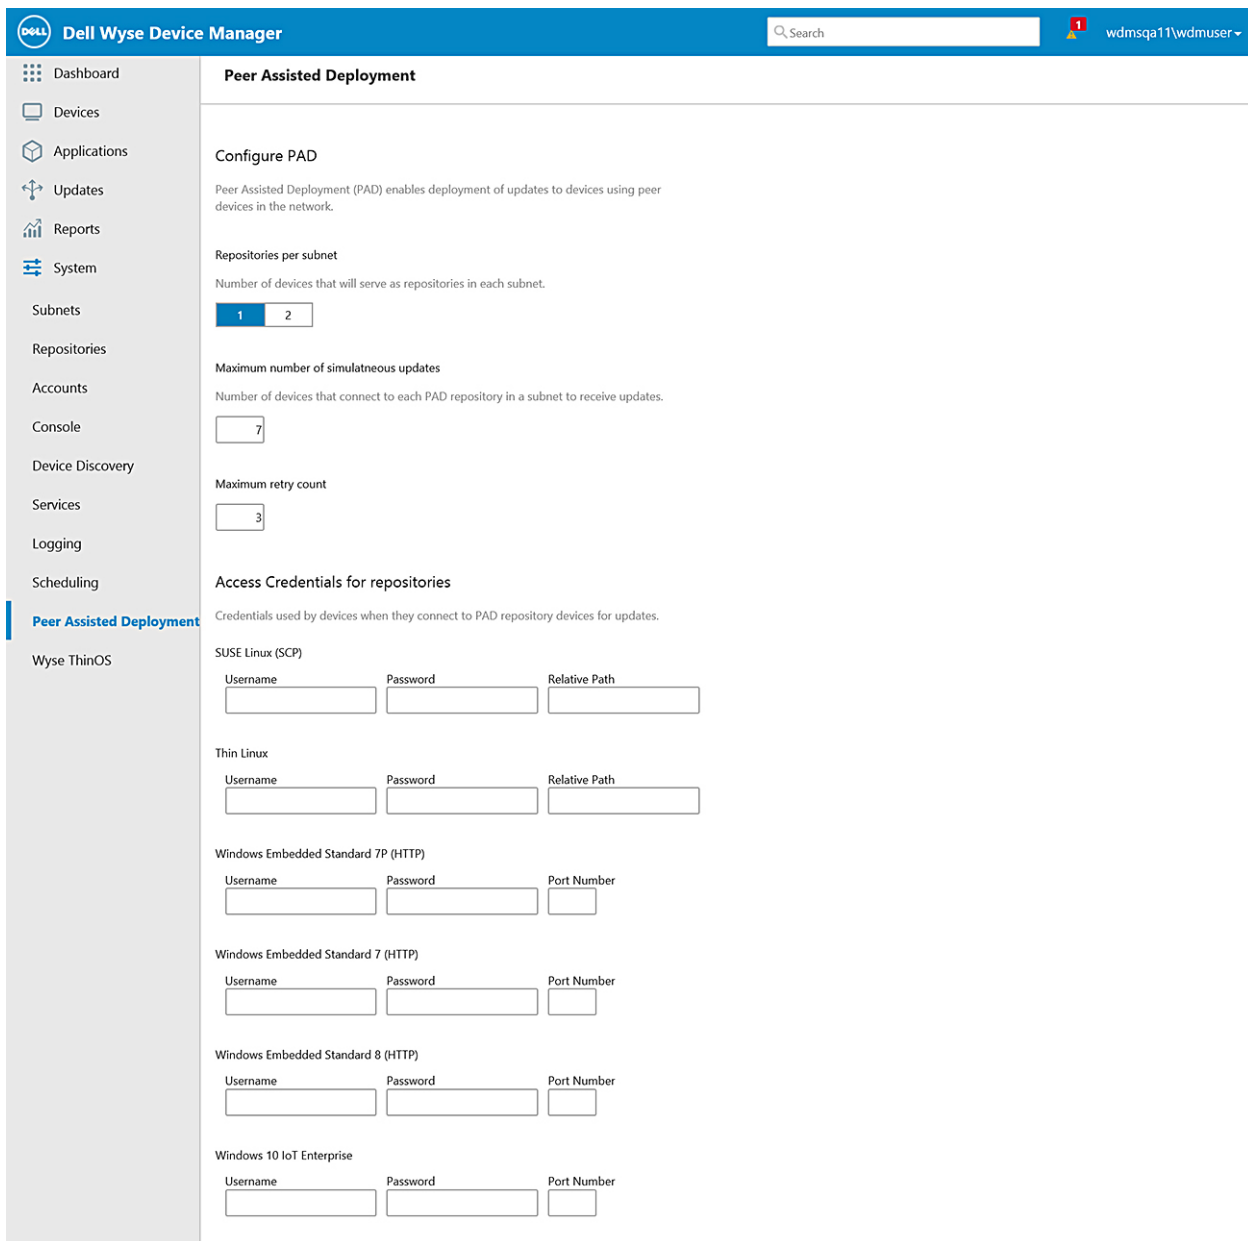 DELL
Dell Wyse Device Manager
Search
1
wdmsqa11\wdmuser
Dashboard
Devices
Applications
Updates
Reports
System
Subnets
Repositories
Accounts
Console
Device Discovery
Services
Logging
Scheduling
Peer Assisted Deployment
Wyse ThinOS
Peer Assisted Deployment
Configure PAD
Peer Assisted Deployment (PAD) enables deployment of updates to devices using peer
devices in the network.
Repositories per subnet
Number of devices that will serve as repositories in each subnet.
1 2
Maximum number of simulatneous updates
Number of devices that connect to each PAD repository in a subnet to receive updates.
7
Maximum retry count
3
Access Credentials for repositories
Credentials used by devices when they connect to PAD repository devices for updates.
SUSE Linux (SCP)
Username Password Relative Path
Thin Linux
Username Password Relative Path
Windows Embedded Standard 7P (HTTP)
Username Password Port Number
Windows Embedded Standard 7 (HTTP)
Username Password Port Number
Windows Embedded Standard 8 (HTTP)
Username Password Port Number
Windows 10 IoT Enterprise
Username Password Port Number